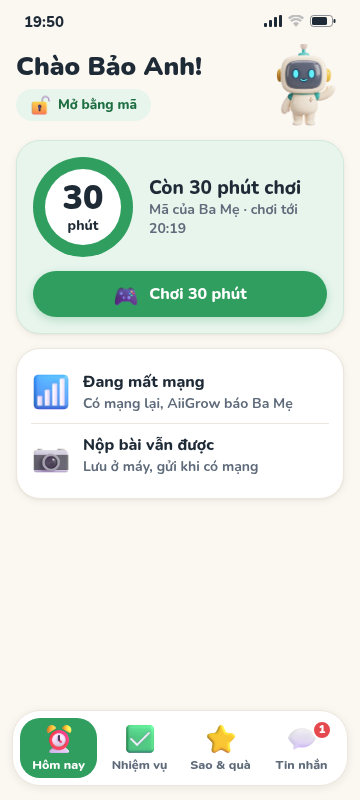 19:50
Chào Bảo Anh!
Mở bằng mã
30
phút
Còn 30 phút chơi
Mã của Ba Mẹ · chơi tới
20:19
Chơi 30 phút
Đang mất mạng
Có mạng lại, AiiGrow báo Ba Mẹ
Nộp bài vẫn được
Lưu ở máy, gửi khi có mạng
1
Hôm nay
Nhiệm vụ
Sao & quà
Tin nhắn